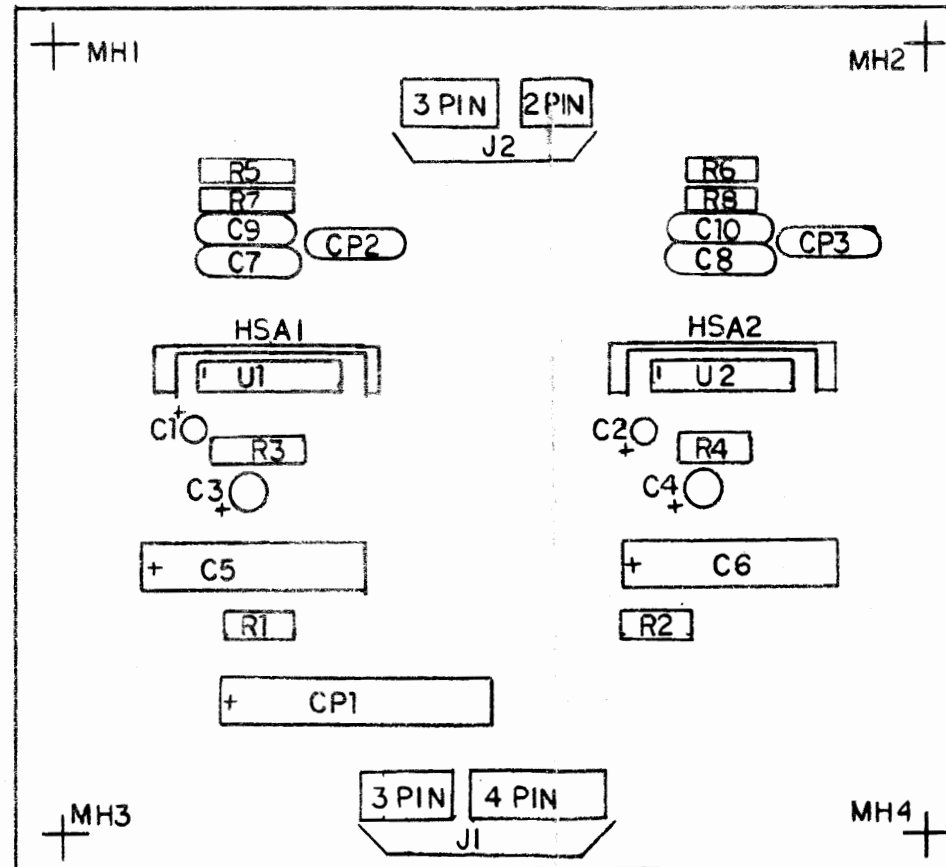 MH1
MH2
3 PIN 2 PIN
J2
R5
R6
R7
R8
C9
C10
CP2
CP3
C7
C8
HSA1
HSA2
U1
U2
+
C1
C2
+
R3
R4
C3
+
C4
+
+ C5
+ C6
R1
R2
+ CP1
3 PIN 4 PIN
J1
MH3
MH4